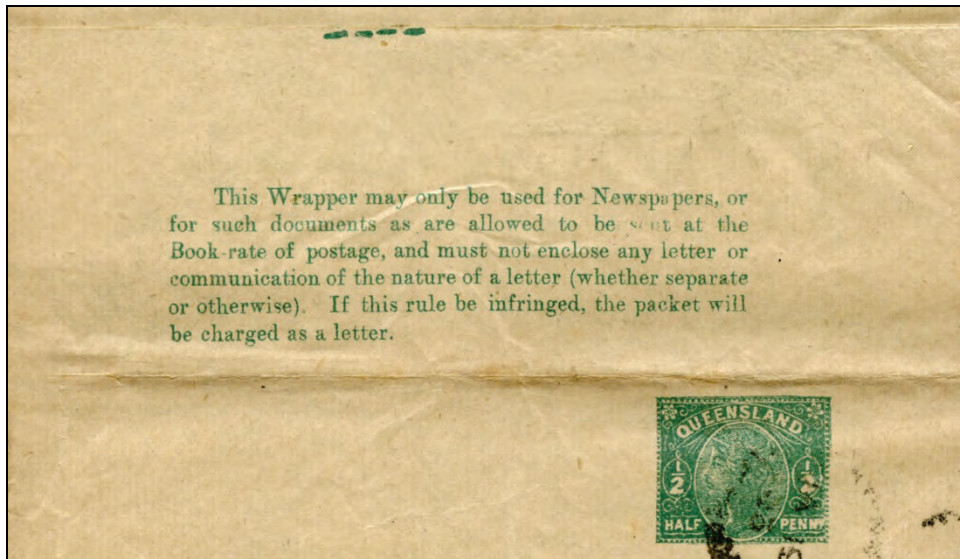 This Wrapper may only be used for Newspapers, or
for such documents as are allowed to be sent at the
Book-rate of postage, and must not enclose any letter or
communication of the nature of a letter (whether separate
or otherwise). If this rule be infringed, the packet will
be charged as a letter.
QUEENSLAND
1/2 1/2
HALF PENNY